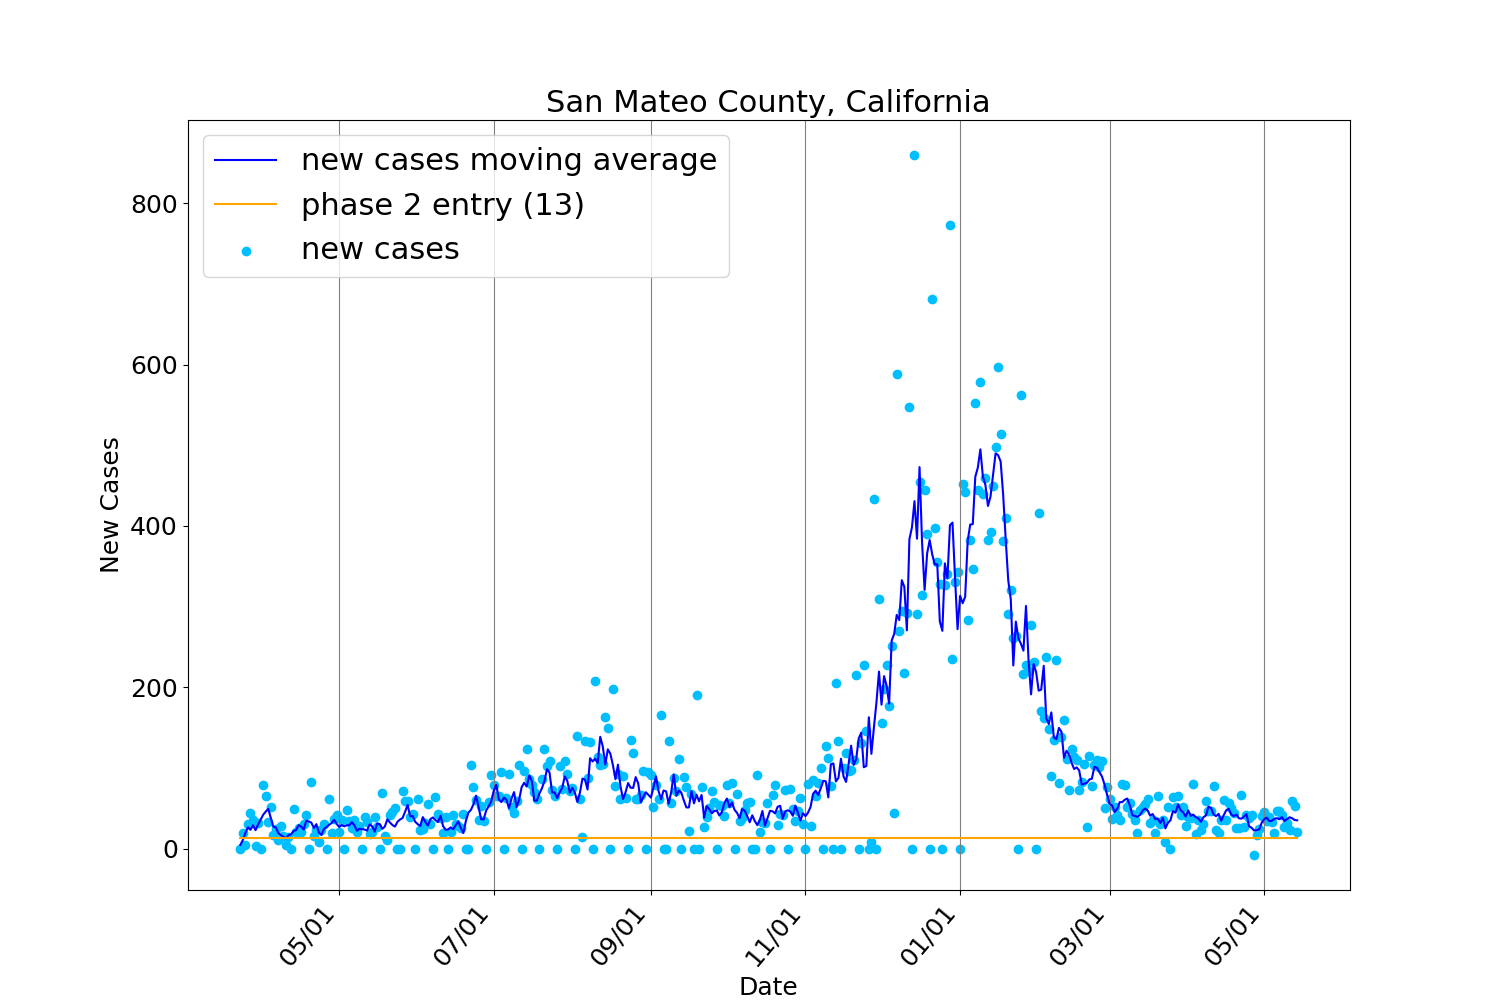 San Mateo County, California
new cases moving average
phase 2 entry (13)
new cases
800
600
400
200
0
New Cases
05/01
07/01
09/01
11/01
01/01
03/01
05/01
Date